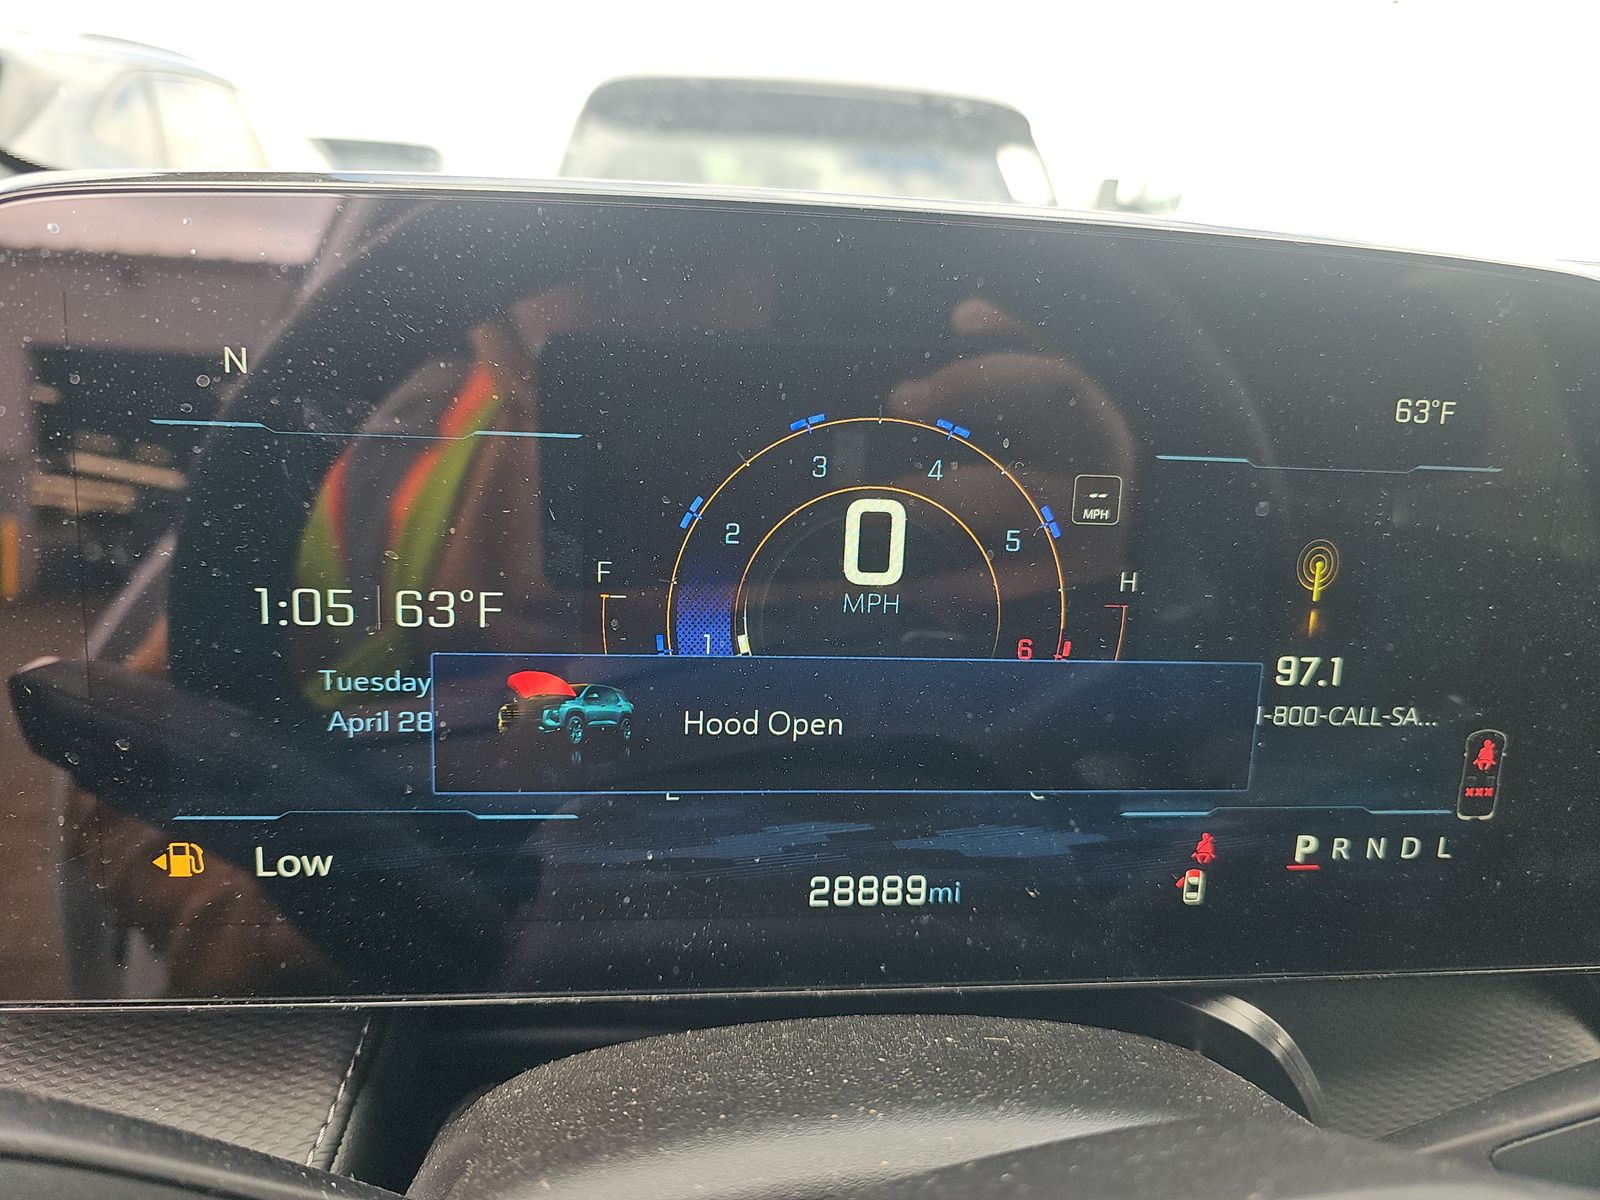 N
63°F
3
4
-- MPH
2
5
0
MPH
F
H
1:05 63°F
1
6
97.1
Tuesday
April 28
Hood Open
1-800-CALL-SA...
Low
P R N D L
28889mi